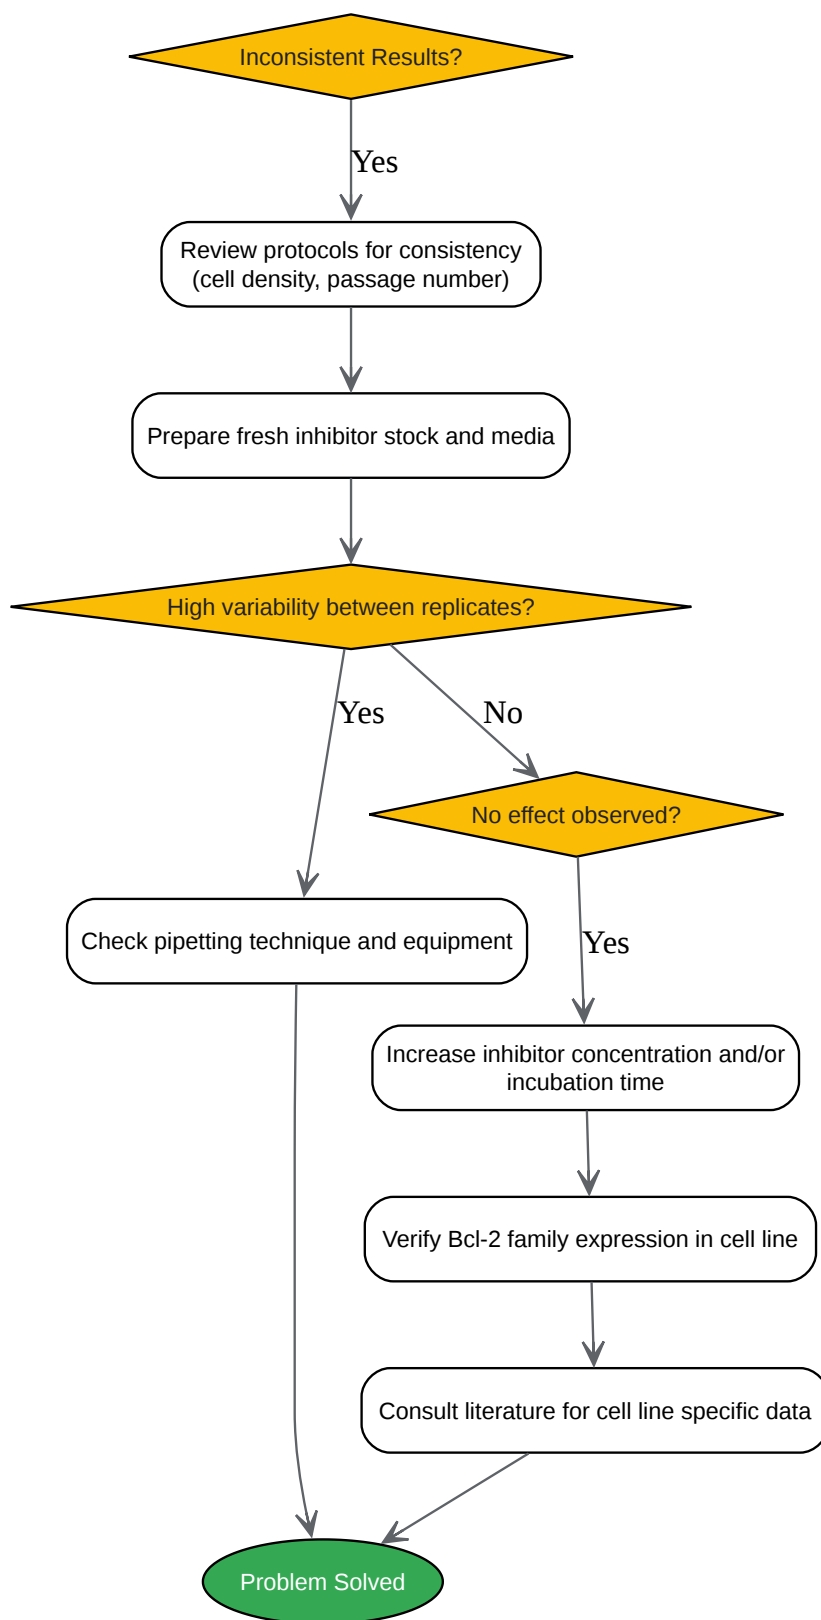 Inconsistent Results?
Yes
Review protocols for consistency
(cell density, passage number)
Prepare fresh inhibitor stock and media
High variability between replicates?
Yes
No
No effect observed?
Check pipetting technique and equipment
Yes
Increase inhibitor concentration and/or
incubation time
Verify Bcl-2 family expression in cell line
Consult literature for cell line specific data
Problem Solved